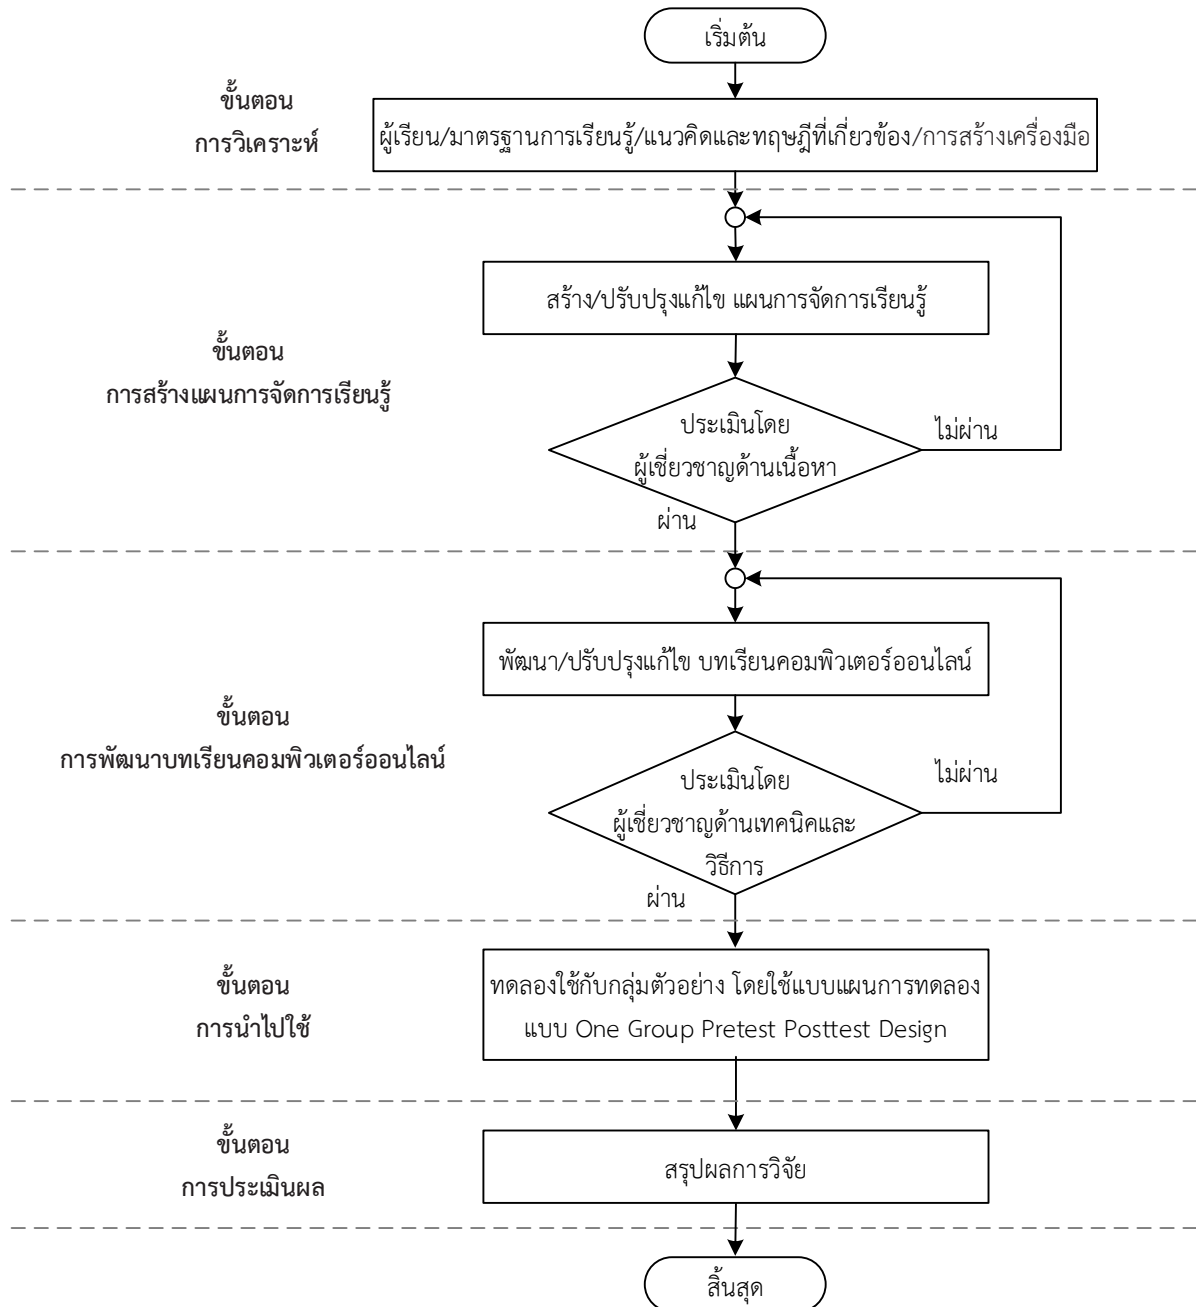 เริ่มต้น
ขั้นตอน
การวิเคราะห์
ผู้เรียน/มาตรฐานการเรียนรู้/แนวคิดและทฤษฎีที่เกี่ยวข้อง/การสร้างเครื่องมือ
สร้าง/ปรับปรุงแก้ไข แผนการจัดการเรียนรู้
ขั้นตอน
การสร้างแผนการจัดการเรียนรู้
ประเมินโดย
ผู้เชี่ยวชาญด้านเนื้อหา
ไม่ผ่าน
ผ่าน
พัฒนา/ปรับปรุงแก้ไข บทเรียนคอมพิวเตอร์ออนไลน์
ขั้นตอน
การพัฒนาบทเรียนคอมพิวเตอร์ออนไลน์
ประเมินโดย
ผู้เชี่ยวชาญด้านเทคนิคและ
วิธีการ
ไม่ผ่าน
ผ่าน
ขั้นตอน
การนำไปใช้
ทดลองใช้กับกลุ่มตัวอย่าง โดยใช้แบบแผนการทดลอง
แบบ One Group Pretest Posttest Design
ขั้นตอน
การประเมินผล
สรุปผลการวิจัย
สิ้นสุด